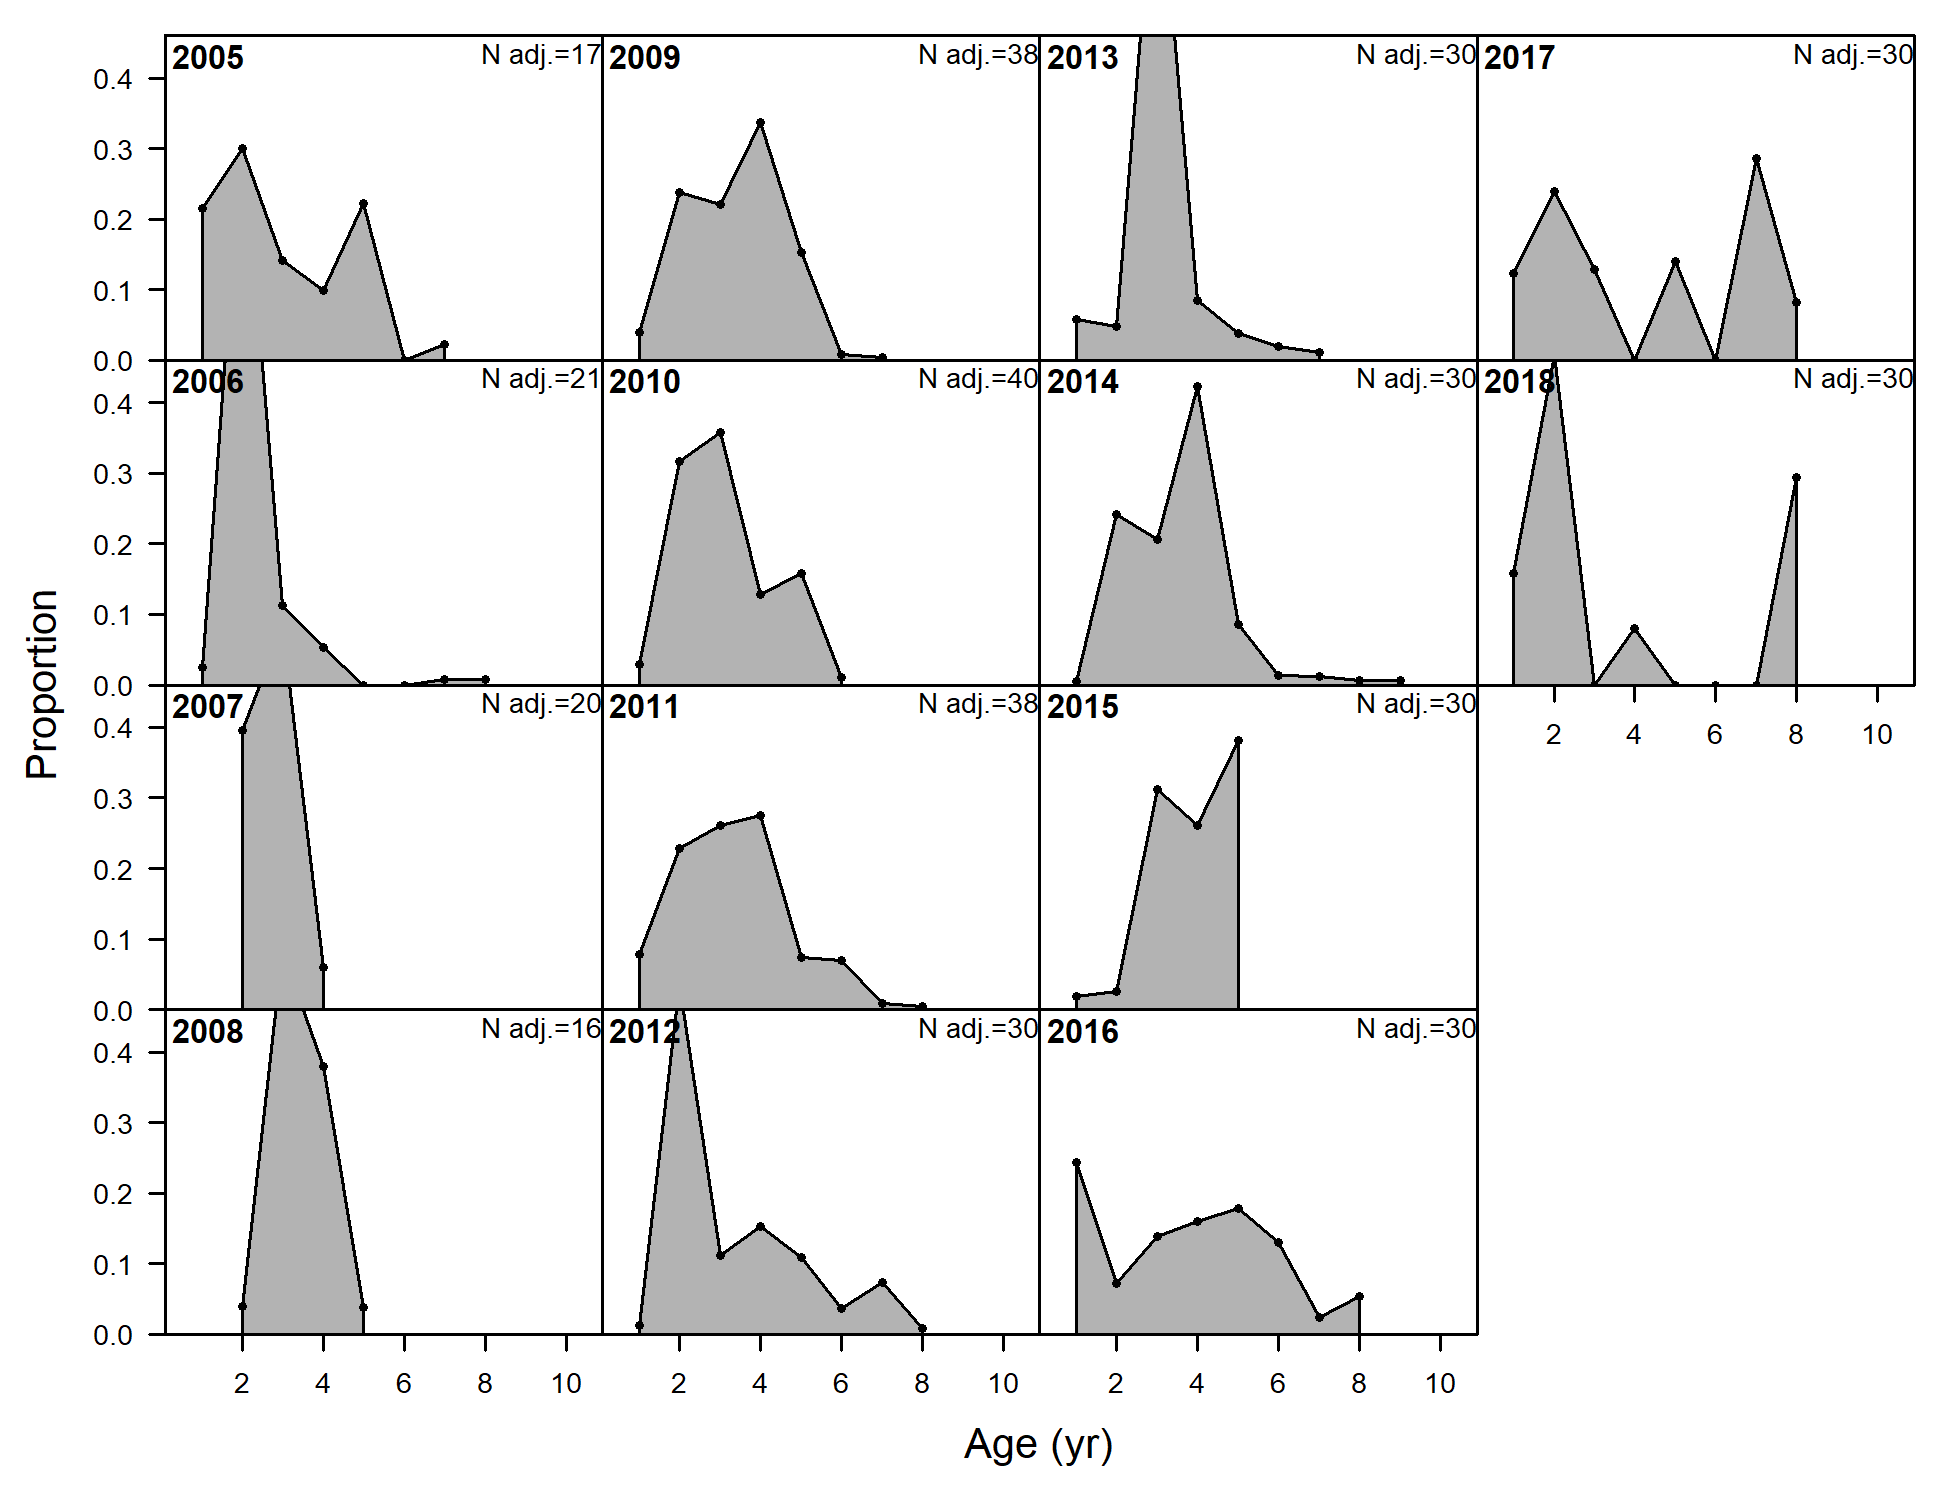 Proportion
2005 N adj.=17
2009 N adj.=38
2013 N adj.=30
2017 N adj.=30
0.4
0.3
0.2
0.1
0.0
2006 N adj.=21
2010 N adj.=40
2014 N adj.=30
2018 N adj.=30
0.4
0.3
0.2
0.1
0.0
2007 N adj.=20
2011 N adj.=38
2015 N adj.=30
2 4 6 8 10
0.4
0.3
0.2
0.1
0.0
2008 N adj.=16
2012 N adj.=30
2016 N adj.=30
0.4
0.3
0.2
0.1
0.0
2 4 6 8 10
2 4 6 8 10
2 4 6 8 10
Age (yr)